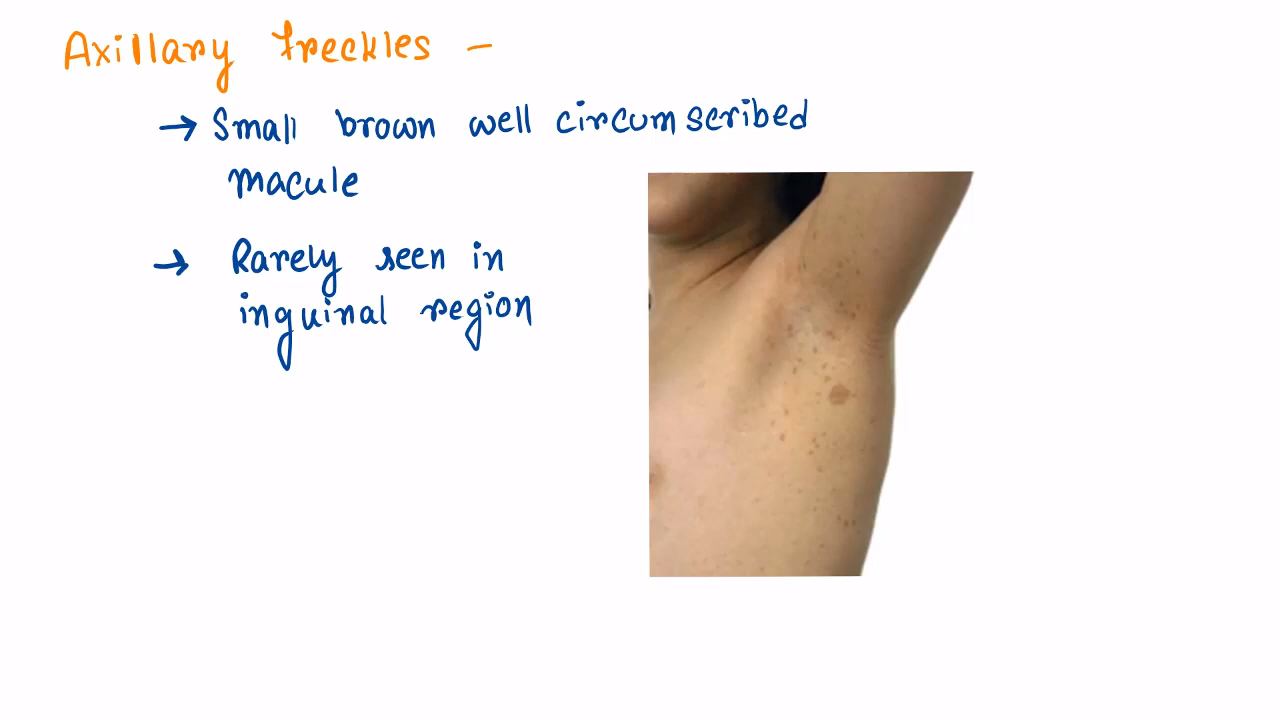 Axillary freckles -
→ Small brown well circumscribed
macule
→ Rarely seen in
inguinal region